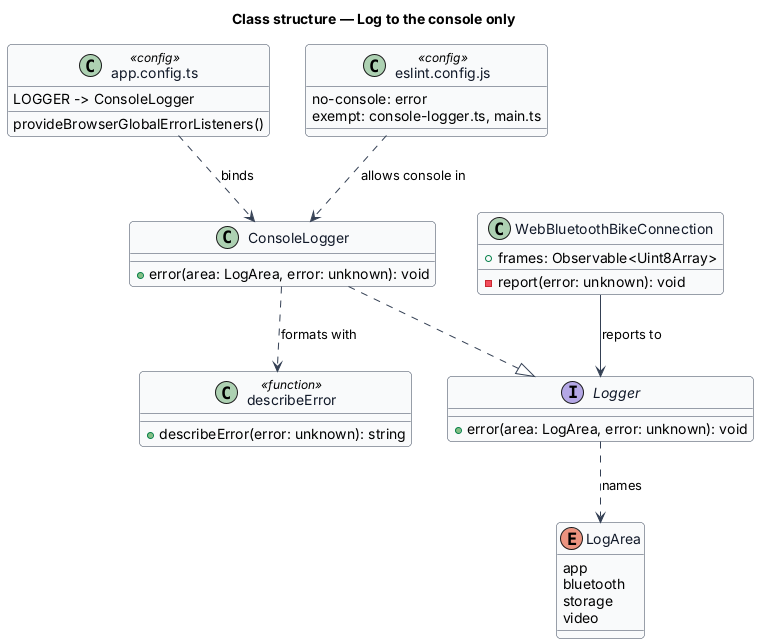 Class structure — Log to the console only
C
«config»
app.config.ts
LOGGER -> ConsoleLogger
provideBrowserGlobalErrorListeners()
C
«config»
eslint.config.js
no-console: error
exempt: console-logger.ts, main.ts
binds
allows console in
C ConsoleLogger
error(area: LogArea, error: unknown): void
C WebBluetoothBikeConnection
frames: Observable<Uint8Array>
report(error: unknown): void
formats with
reports to
C
«function»
describeError
describeError(error: unknown): string
I Logger
error(area: LogArea, error: unknown): void
names
E LogArea
app
bluetooth
storage
video